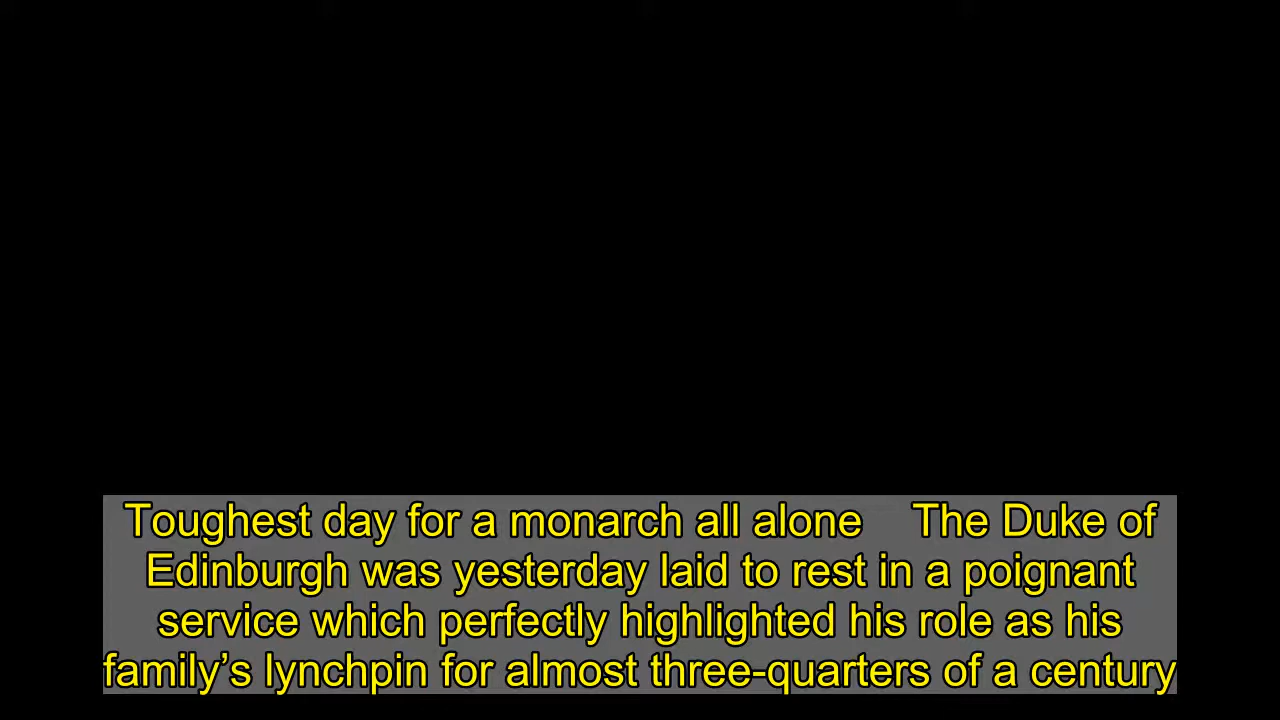 Toughest day for a monarch all alone    The Duke of
Edinburgh was yesterday laid to rest in a poignant
service which perfectly highlighted his role as his
family’s lynchpin for almost three-quarters of a century